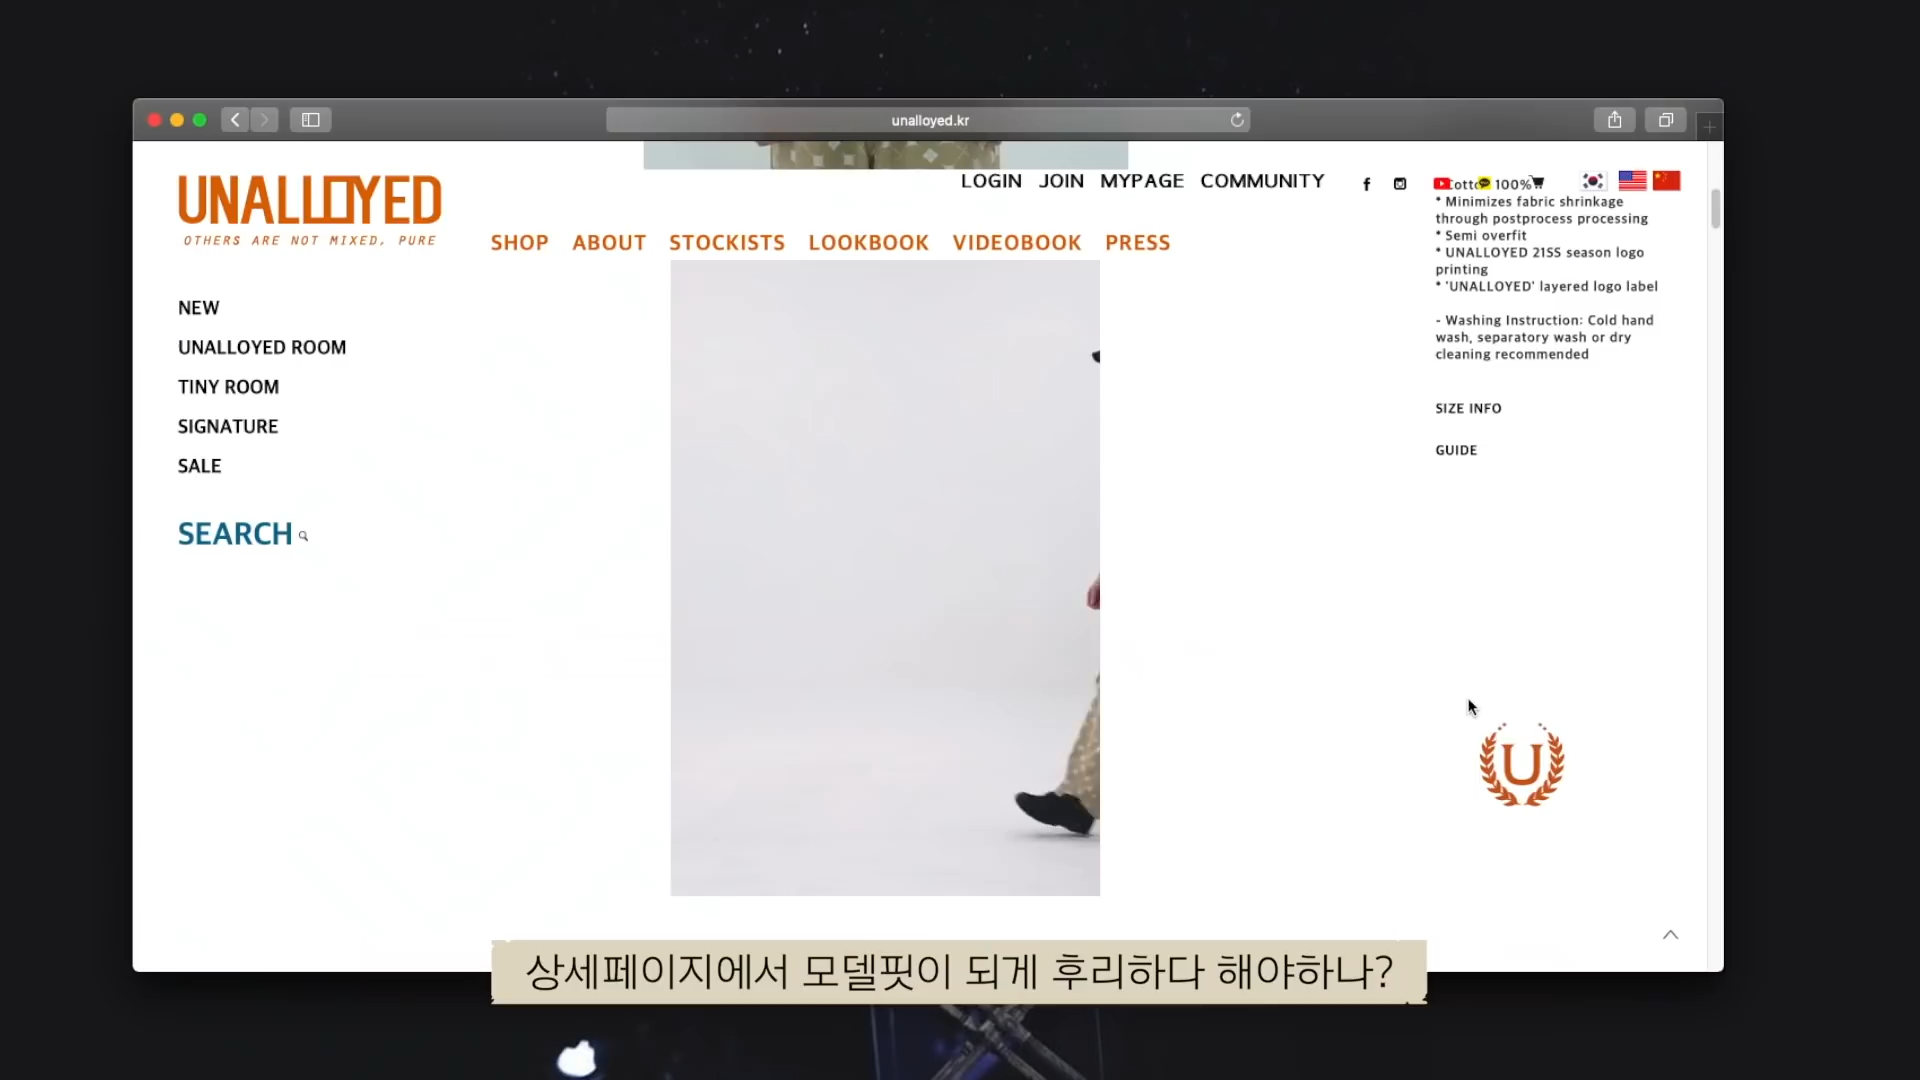 unalloyed.kr
UNALLOYED
OTHERS ARE NOT MIXED, PURE
LOGIN JOIN MYPAGE COMMUNITY
SHOP ABOUT STOCKISTS LOOKBOOK VIDEOBOOK PRESS
NEW
UNALLOYED ROOM
TINY ROOM
SIGNATURE
SALE
SEARCH
100%
* Minimizes fabric shrinkage
through postprocess processing
* Semi overfit
* UNALLOYED 21SS season logo
printing
* 'UNALLOYED' layered logo label
- Washing Instruction: Cold hand
wash, separatory wash or dry
cleaning recommended
SIZE INFO
GUIDE
U
상세페이지에서 모델핏이 되게 후리하다 해야하나?